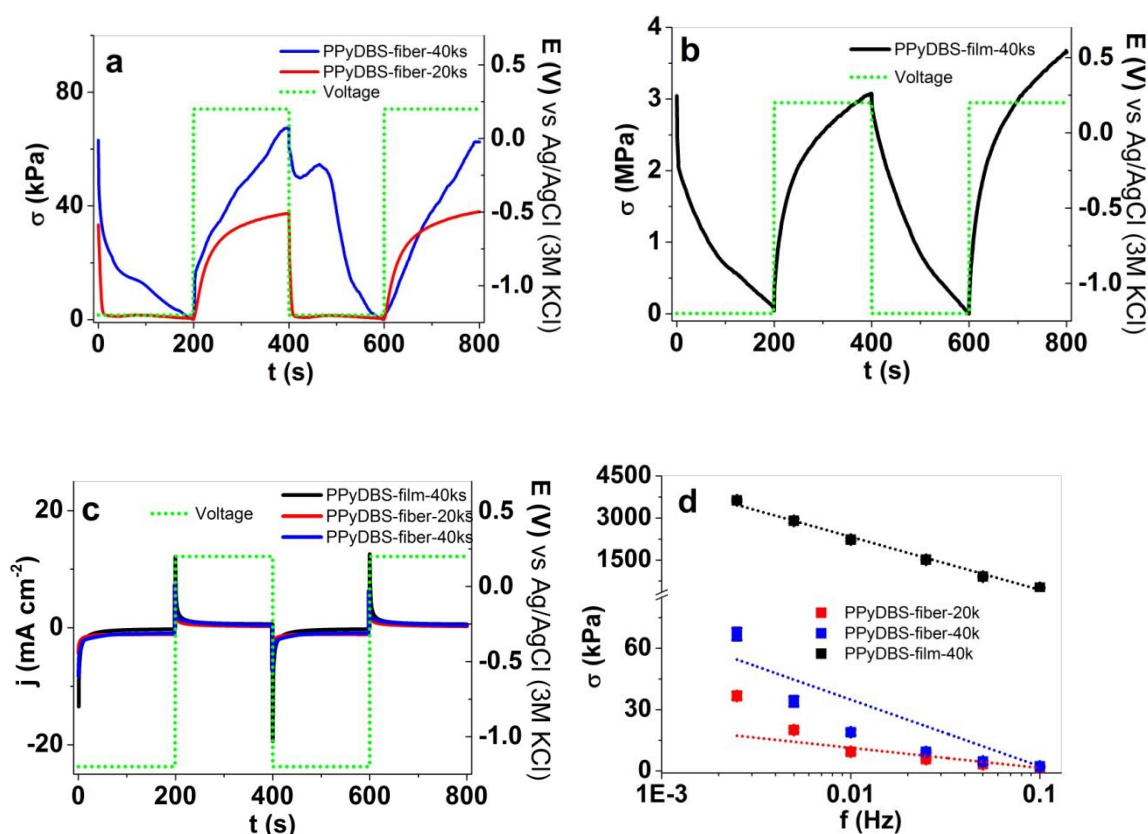 a
PPyDBS-fiber-40ks
PPyDBS-fiber-20ks
Voltage
80
40
0
σ (kPa)
0.5
0.0
-0.5
-1.0
E (V) vs Ag/AgCl (3M KCl)
0 200 400 600 800
t (s)
b
PPyDBS-film-40ks
Voltage
4
3
2
1
0
σ (MPa)
0.5
0.0
-0.5
-1.0
E (V) vs Ag/AgCl (3M KCl)
0 200 400 600 800
t (s)
c
Voltage
PPyDBS-film-40ks
PPyDBS-fiber-20ks
PPyDBS-fiber-40ks
20
0
-20
j (mA cm⁻²)
0.5
0.0
-0.5
-1.0
E (V) vs Ag/AgCl (3M KCl)
0 200 400 600 800
t (s)
d
4500
3000
1500
60
30
0
σ (kPa)
PPyDBS-fiber-20k
PPyDBS-fiber-40k
PPyDBS-film-40k
1E-3 0.01 0.1
f (Hz)